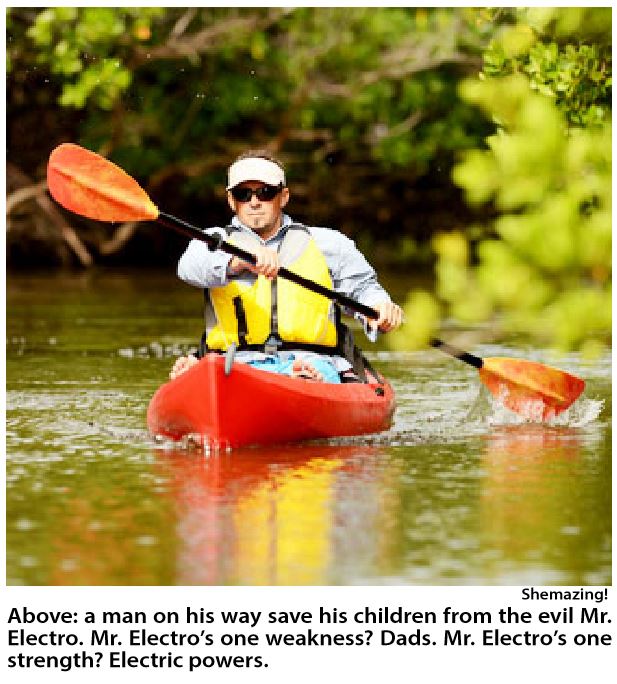 Shemazing!
Above: a man on his way save his children from the evil Mr.
Electro. Mr. Electro's one weakness? Dads. Mr. Electro's one
strength? Electric powers.